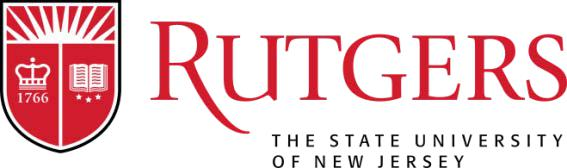 1766
RUTGERS
THE STATE UNIVERSITY
OF NEW JERSEY